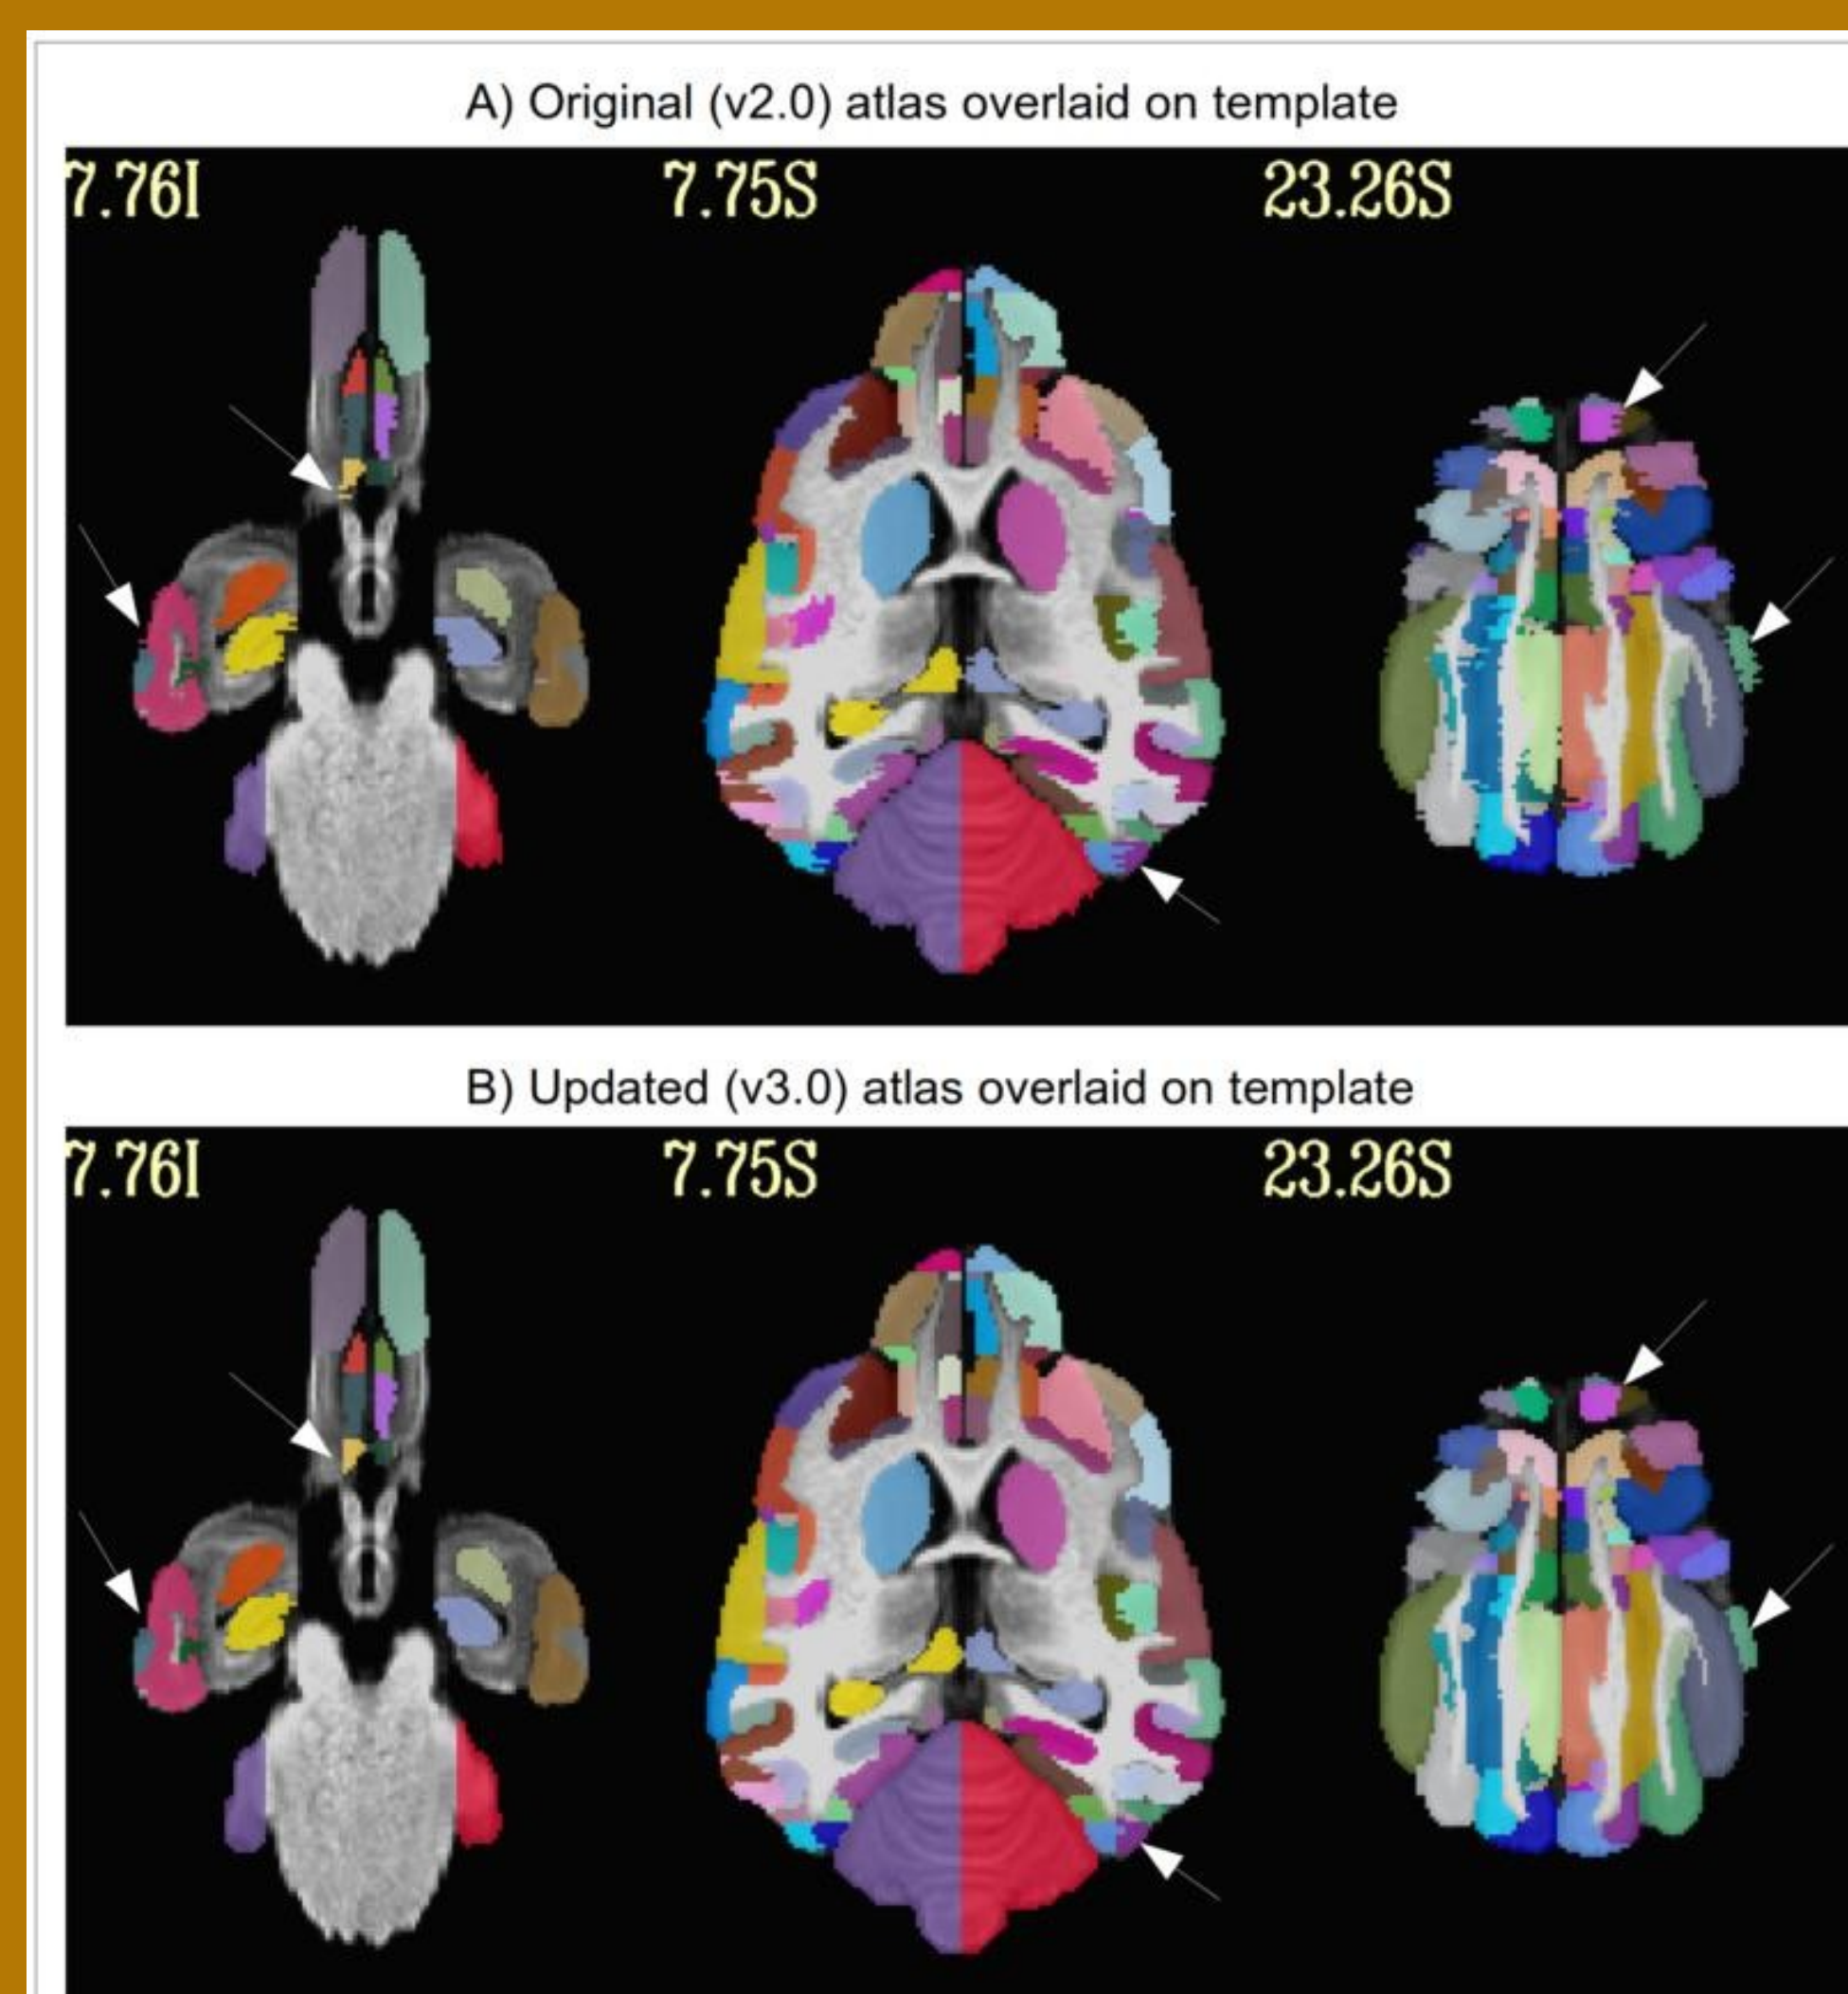 A) Original (v2.0) atlas overlaid on template
7.76I 7.75S 23.26S
B) Updated (v3.0) atlas overlaid on template
7.76I 7.75S 23.26S